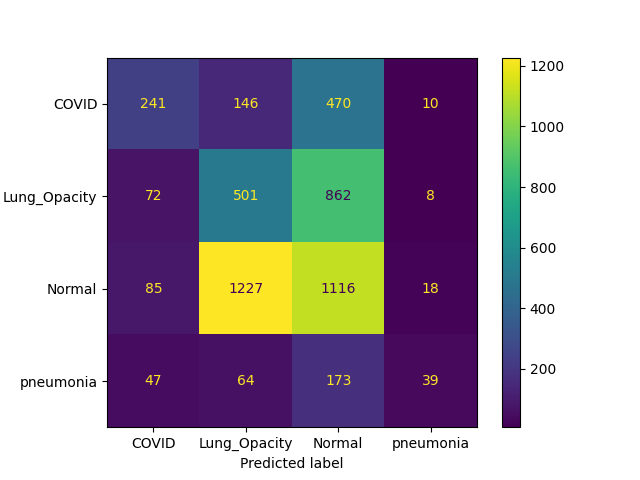 COVID 241 146 470 10
Lung_Opacity 72 501 862 8
Normal 85 1227 1116 18
pneumonia 47 64 173 39
COVID Lung_Opacity Normal pneumonia
Predicted label
1200
1000
800
600
400
200